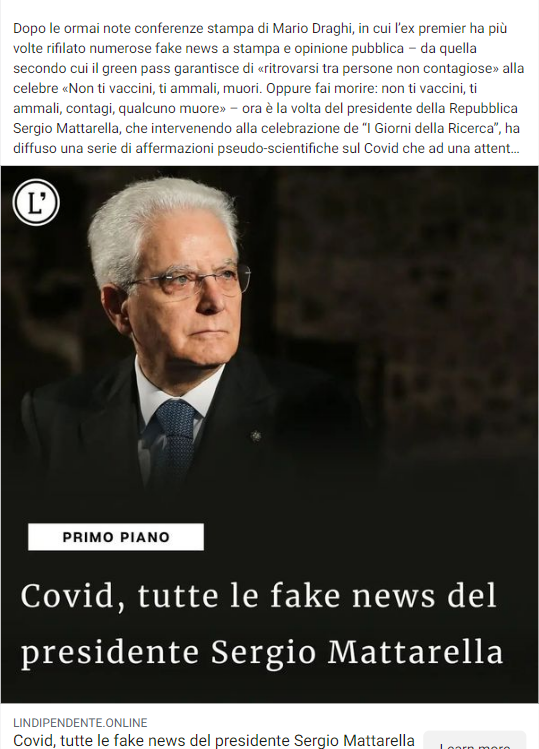 Dopo le ormai note conferenze stampa di Mario Draghi, in cui l’ex premier ha più
volte rifilato numerose fake news a stampa e opinione pubblica – da quella
secondo cui il green pass garantisce di «ritrovarsi tra persone non contagiose» alla
celebre «Non ti vaccini, ti ammali, muori. Oppure fai morire: non ti vaccini, ti
ammali, contagi, qualcuno muore» – ora è la volta del presidente della Repubblica
Sergio Mattarella, che intervenendo alla celebrazione de “I Giorni della Ricerca”, ha
diffuso una serie di affermazioni pseudo-scientifiche sul Covid che ad una attent...
L’
PRIMO PIANO
Covid, tutte le fake news del
presidente Sergio Mattarella
LINDIPENDENTE.ONLINE
Covid, tutte le fake news del presidente Sergio Mattarella
Learn more